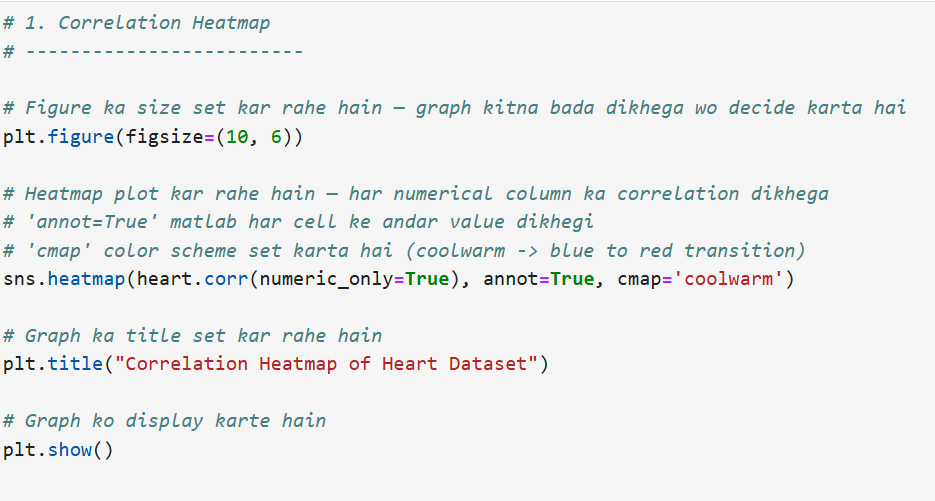 # 1. Correlation Heatmap
# -------------------------
# Figure ka size set kar rahe hain — graph kitna bada dikhega wo decide karta hai
plt.figure(figsize=(10, 6))
# Heatmap plot kar rahe hain — har numerical column ka correlation dikhega
# 'annot=True' matlab har cell ke andar value dikhegi
# 'cmap' color scheme set karta hai (coolwarm -> blue to red transition)
sns.heatmap(heart.corr(numeric_only=True), annot=True, cmap='coolwarm')
# Graph ka title set kar rahe hain
plt.title("Correlation Heatmap of Heart Dataset")
# Graph ko display karte hain
plt.show()